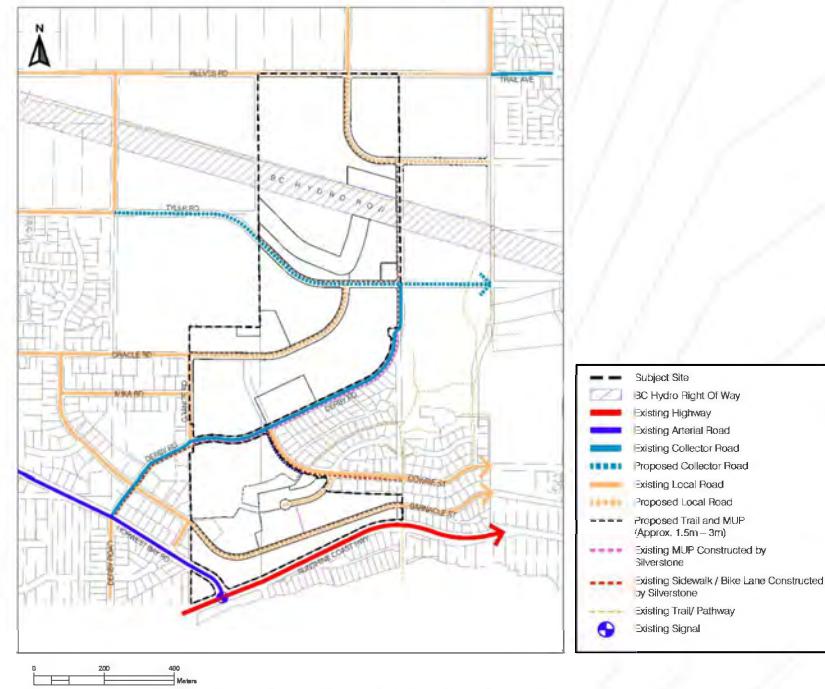 N
TRAIL AVE
BC HYDRO ROW
ORACLE RD
MIKA RD
DERBY RD
DERBY RD
DOWRIE ST
BARNACLE ST
SUNSHINE COAST HWY
0 200 400
Meters
Subject Site
BC Hydro Right Of Way
Existing Highway
Existing Arterial Road
Existing Collector Road
Proposed Collector Road
Existing Local Road
Proposed Local Road
Proposed Trail and MUP
(Approx. 1.5m – 3m)
Existing MUP Constructed by
Silverstone
Existing Sidewalk / Bike Lane Constructed
by Silverstone
Existing Trail/ Pathway
Existing Signal